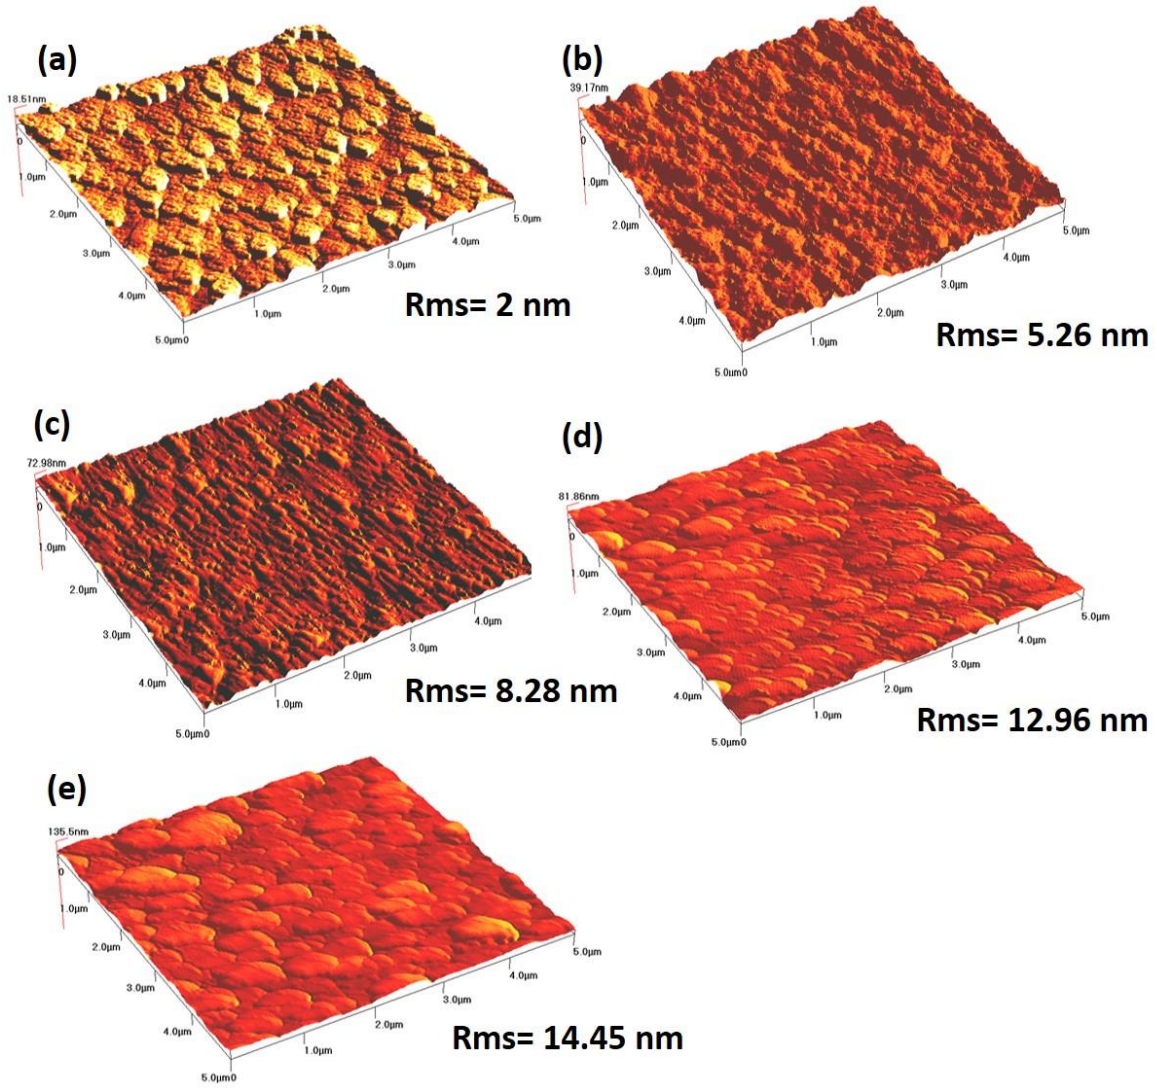 (a)
18.51nm
0
1.0µm
2.0µm
3.0µm
4.0µm
5.0µm0
1.0µm
2.0µm
3.0µm
4.0µm
5.0µm
Rms= 2 nm
(b)
39.17nm
0
1.0µm
2.0µm
3.0µm
4.0µm
5.0µm0
1.0µm
2.0µm
3.0µm
4.0µm
5.0µm
Rms= 5.26 nm
(c)
72.98nm
0
1.0µm
2.0µm
3.0µm
4.0µm
5.0µm0
1.0µm
2.0µm
3.0µm
4.0µm
Rms= 8.28 nm
(d)
81.86nm
0
1.0µm
2.0µm
3.0µm
4.0µm
5.0µm0
1.0µm
2.0µm
3.0µm
4.0µm
5.0µm
Rms= 12.96 nm
(e)
135.5nm
0
1.0µm
2.0µm
3.0µm
4.0µm
5.0µm0
1.0µm
2.0µm
3.0µm
4.0µm
5.0µm
Rms= 14.45 nm